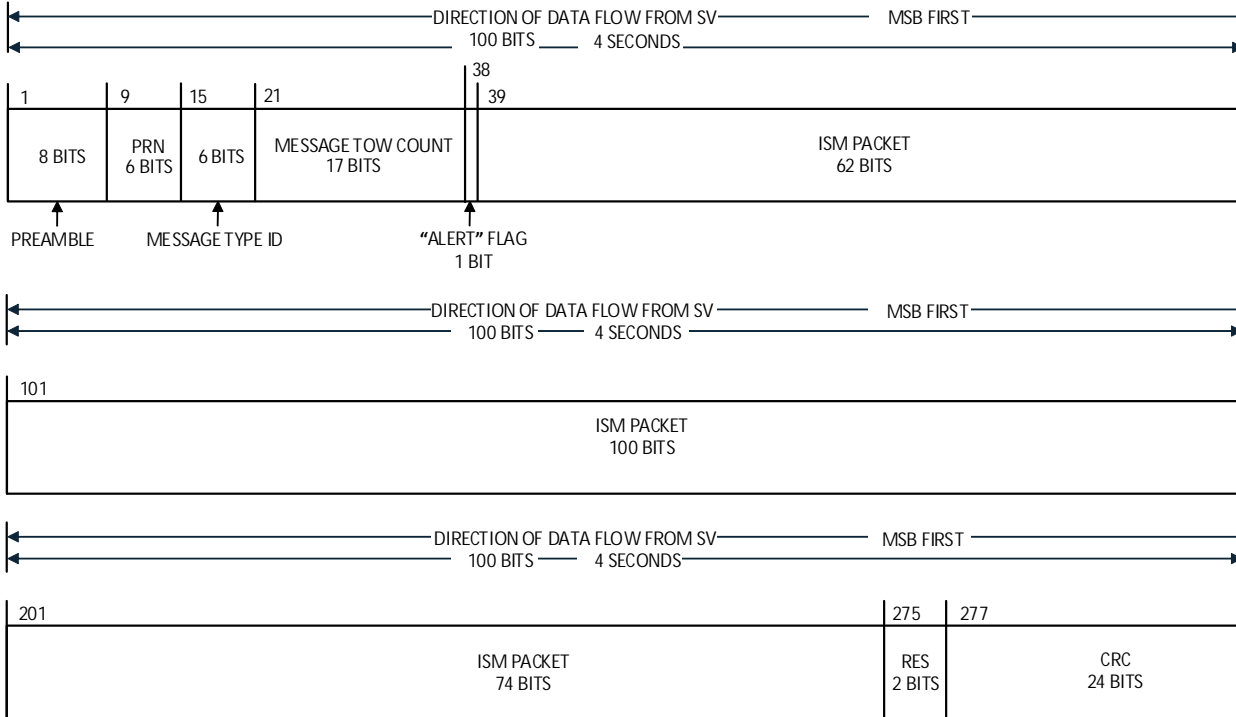 DIRECTION OF DATA FLOW FROM SV MSB FIRST
100 BITS 4 SECONDS
38
1 9 15 21 39
8 BITS
PRN
6 BITS
6 BITS
MESSAGE TOW COUNT
17 BITS
ISM PACKET
62 BITS
PREAMBLE
MESSAGE TYPE ID
“ALERT” FLAG
1 BIT
DIRECTION OF DATA FLOW FROM SV MSB FIRST
100 BITS 4 SECONDS
101
ISM PACKET
100 BITS
DIRECTION OF DATA FLOW FROM SV MSB FIRST
100 BITS 4 SECONDS
201 275 277
ISM PACKET
74 BITS
RES
2 BITS
CRC
24 BITS